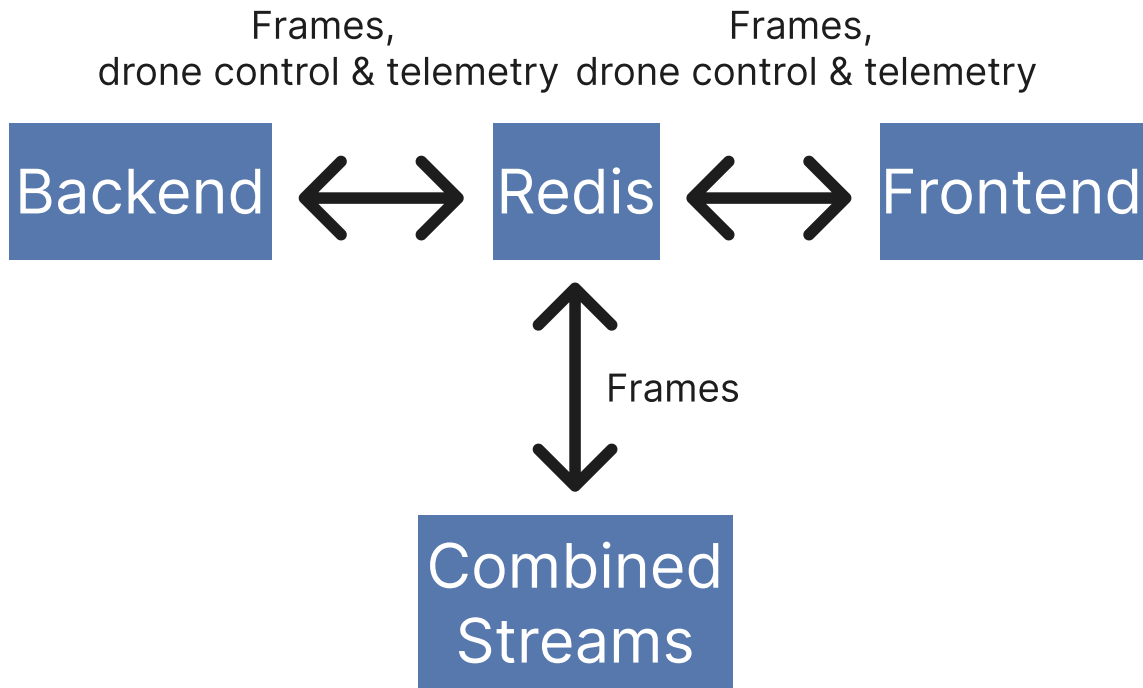 Frames,
drone control & telemetry
Frames,
drone control & telemetry
Backend
Redis
Frontend
Frames
Combined
Streams